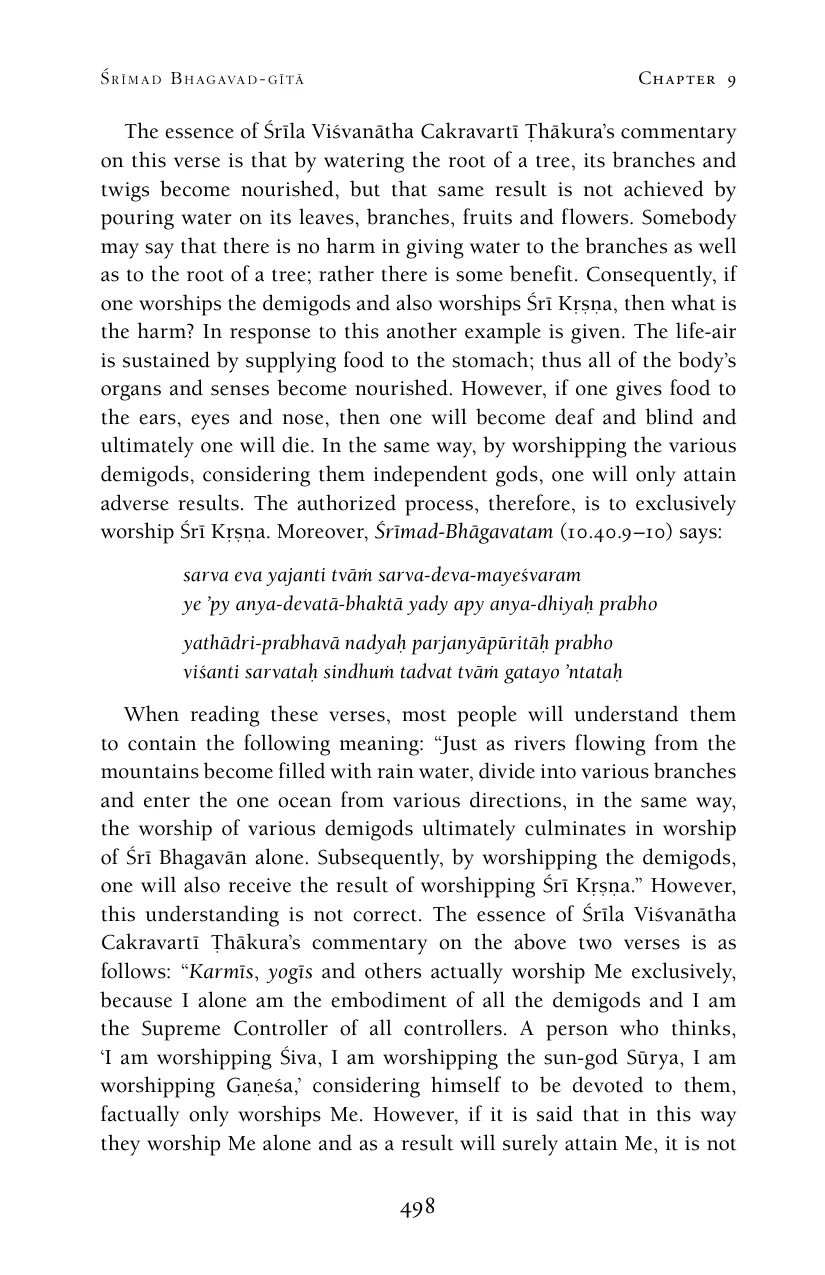 Śrīmad Bhagavad-gītā Chapter 9
The essence of Śrīla Viśvanātha Cakravartī Ṭhākura’s commentary
on this verse is that by watering the root of a tree, its branches and
twigs become nourished, but that same result is not achieved by
pouring water on its leaves, branches, fruits and flowers. Somebody
may say that there is no harm in giving water to the branches as well
as to the root of a tree; rather there is some benefit. Consequently, if
one worships the demigods and also worships Śrī Kṛṣṇa, then what is
the harm? In response to this another example is given. The life-air
is sustained by supplying food to the stomach; thus all of the body’s
organs and senses become nourished. However, if one gives food to
the ears, eyes and nose, then one will become deaf and blind and
ultimately one will die. In the same way, by worshipping the various
demigods, considering them independent gods, one will only attain
adverse results. The authorized process, therefore, is to exclusively
worship Śrī Kṛṣṇa. Moreover, Śrīmad-Bhāgavatam (10.40.9–10) says:
sarva eva yajanti tvāṁ sarva-deva-mayeśvaram
ye ’py anya-devatā-bhaktā yady apy anya-dhiyaḥ prabho
yathādri-prabhavā nadyaḥ parjanyāpūritāḥ prabho
viśanti sarvataḥ sindhuṁ tadvat tvāṁ gatayo ’ntataḥ
When reading these verses, most people will understand them
to contain the following meaning: “Just as rivers flowing from the
mountains become filled with rain water, divide into various branches
and enter the one ocean from various directions, in the same way,
the worship of various demigods ultimately culminates in worship
of Śrī Bhagavān alone. Subsequently, by worshipping the demigods,
one will also receive the result of worshipping Śrī Kṛṣṇa.” However,
this understanding is not correct. The essence of Śrīla Viśvanātha
Cakravartī Ṭhākura’s commentary on the above two verses is as
follows: “Karmīs, yogīs and others actually worship Me exclusively,
because I alone am the embodiment of all the demigods and I am
the Supreme Controller of all controllers. A person who thinks,
‘I am worshipping Śiva, I am worshipping the sun-god Sūrya, I am
worshipping Gaṇeśa,’ considering himself to be devoted to them,
factually only worships Me. However, if it is said that in this way
they worship Me alone and as a result will surely attain Me, it is not
498